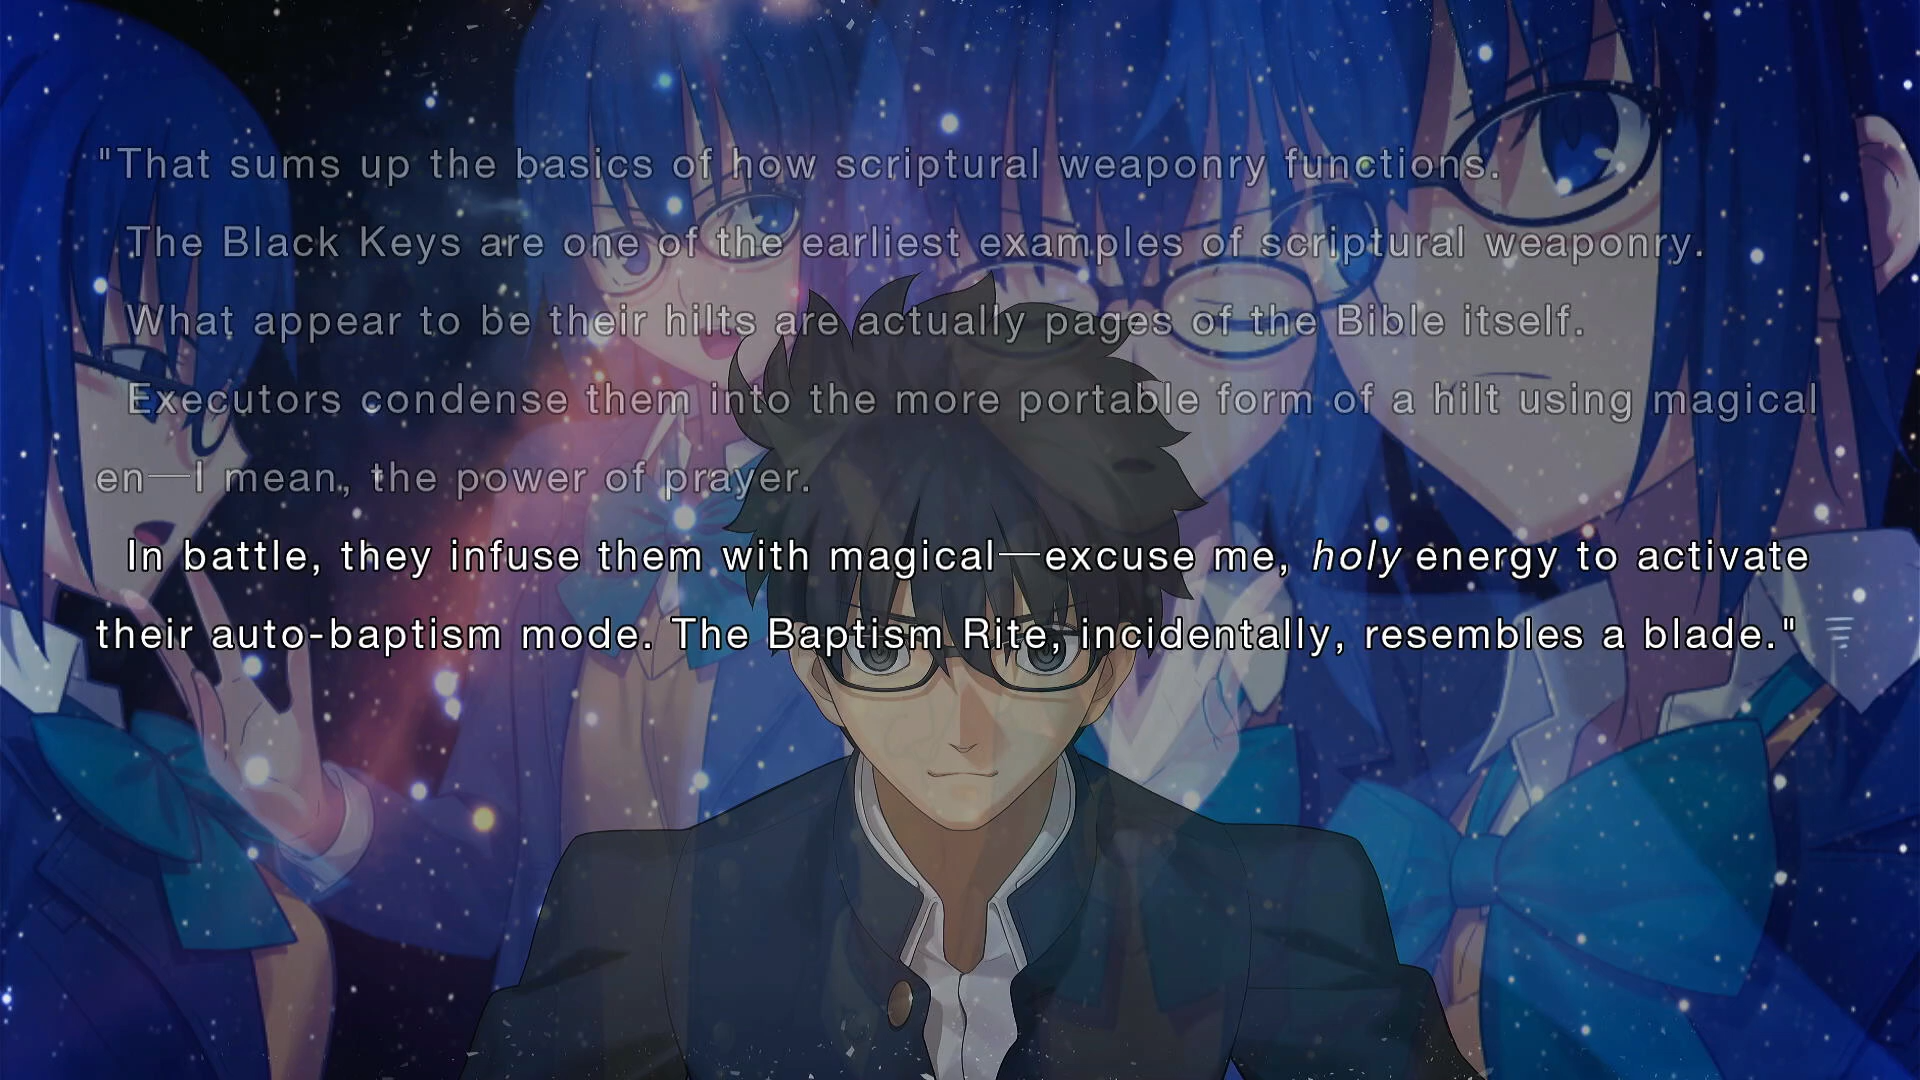 "That sums up the basics of how scriptural weaponry functions.
The Black Keys are one of the earliest examples of scriptural weaponry.
What appear to be their hilts are actually pages of the Bible itself.
Executors condense them into the more portable form of a hilt using magical
en—I mean, the power of prayer.
In battle, they infuse them with magical—excuse me, holy energy to activate
their auto-baptism mode. The Baptism Rite, incidentally, resembles a blade."